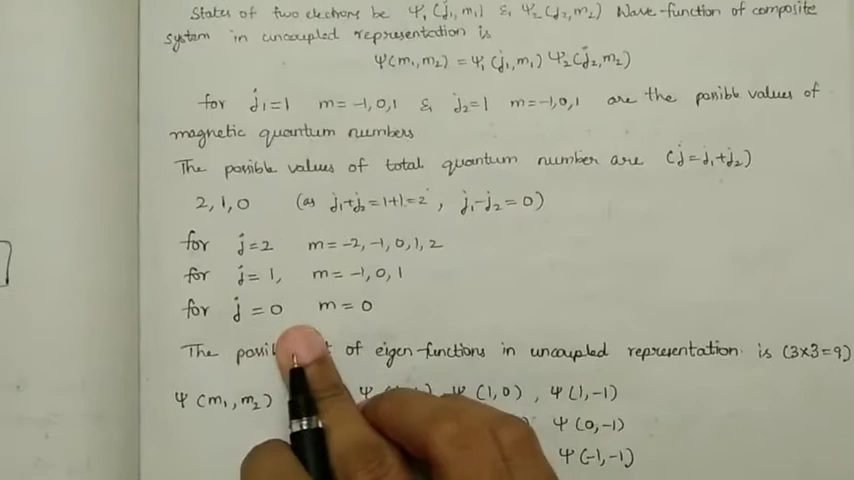 States of two electrons be Ψ₁(j₁,m₁) & Ψ₂(j₂,m₂) Wave-function of composite
system in uncoupled representation is
Ψ(m₁,m₂) = Ψ₁(j₁,m₁) Ψ₂(j₂,m₂)
for j₁=1 m=-1,0,1 & j₂=1 m=-1,0,1 are the possible values of
magnetic quantum numbers
The possible values of total quantum number are (j=j₁+j₂)
2,1,0 (as j₁+j₂=1+1=2, j₁-j₂=0)
for j=2 m=-2,-1,0,1,2
for j=1, m=-1,0,1
for j=0 m=0
The of eigen-functions in uncoupled representation is (3×3=9)
Ψ(m₁,m₂) Ψ(1,0), Ψ(1,-1)
Ψ(0,-1)
Ψ(-1,-1)